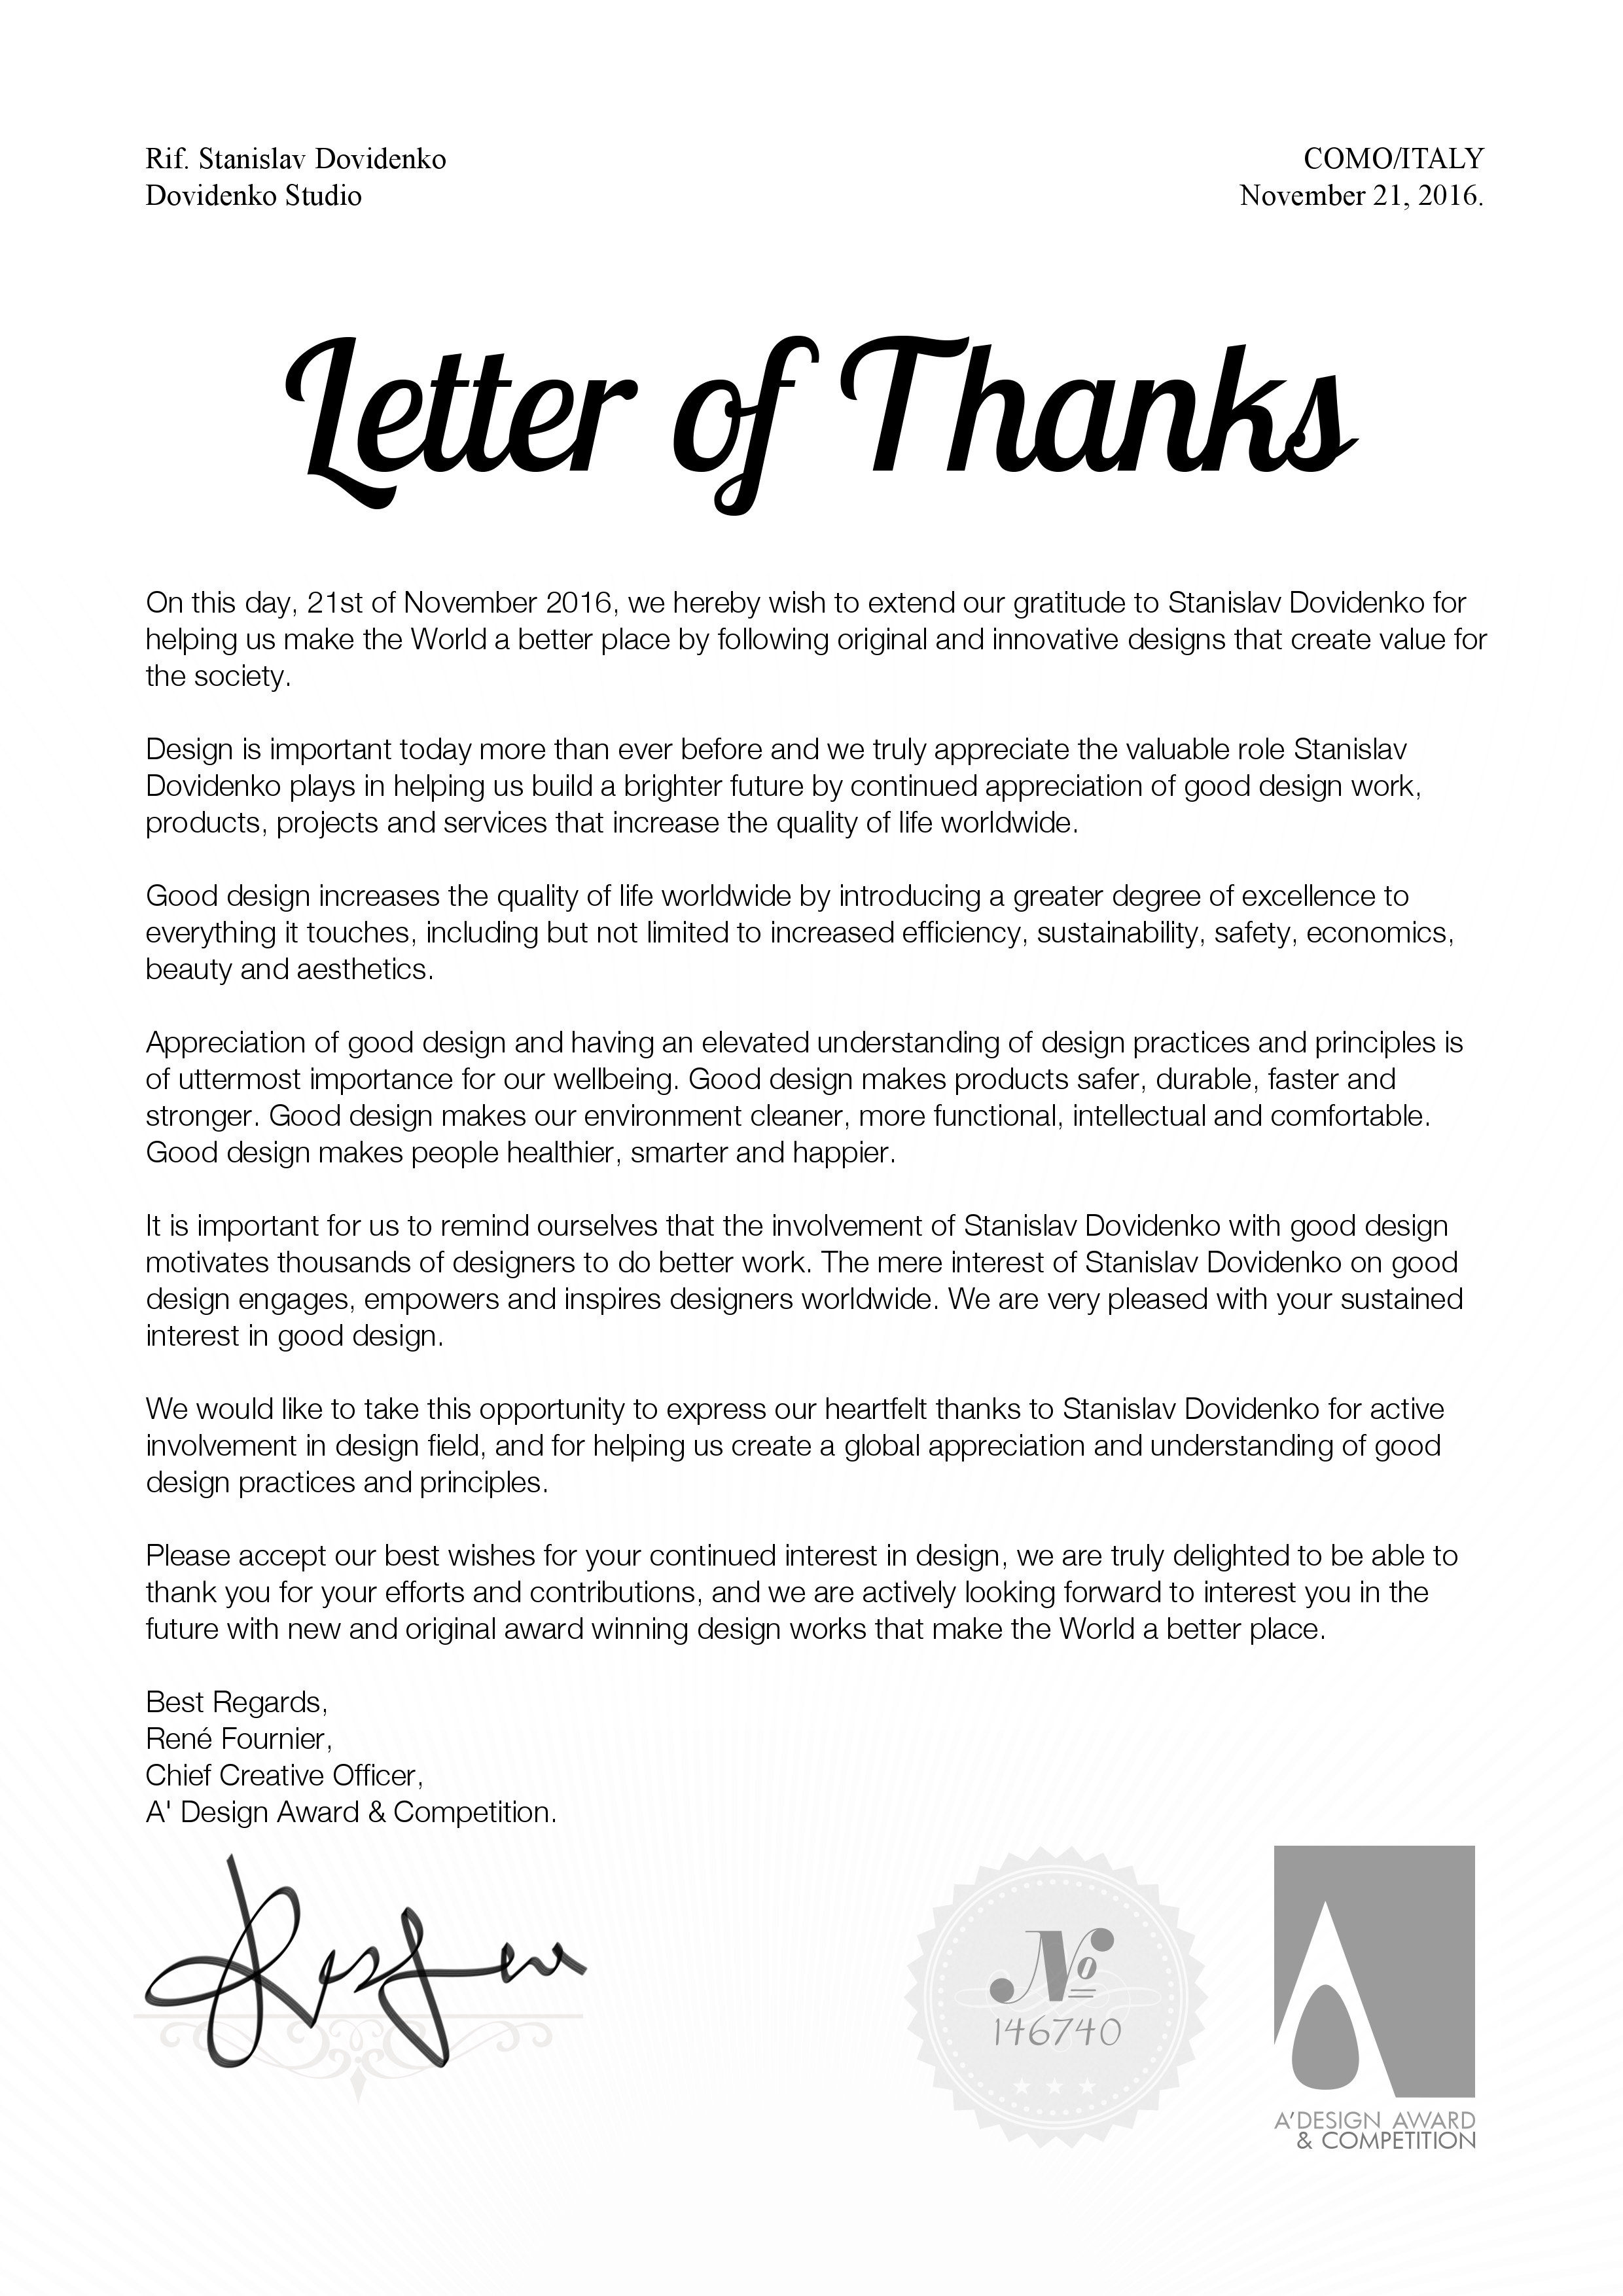 Rif. Stanislav Dovidenko
Dovidenko Studio
COMO/ITALY
November 21, 2016.
Letter of Thanks
On this day, 21st of November 2016, we hereby wish to extend our gratitude to Stanislav Dovidenko for
helping us make the World a better place by following original and innovative designs that create value for
the society.
Design is important today more than ever before and we truly appreciate the valuable role Stanislav
Dovidenko plays in helping us build a brighter future by continued appreciation of good design work,
products, projects and services that increase the quality of life worldwide.
Good design increases the quality of life worldwide by introducing a greater degree of excellence to
everything it touches, including but not limited to increased efficiency, sustainability, safety, economics,
beauty and aesthetics.
Appreciation of good design and having an elevated understanding of design practices and principles is
of uttermost importance for our wellbeing. Good design makes products safer, durable, faster and
stronger. Good design makes our environment cleaner, more functional, intellectual and comfortable.
Good design makes people healthier, smarter and happier.
It is important for us to remind ourselves that the involvement of Stanislav Dovidenko with good design
motivates thousands of designers to do better work. The mere interest of Stanislav Dovidenko on good
design engages, empowers and inspires designers worldwide. We are very pleased with your sustained
interest in good design.
We would like to take this opportunity to express our heartfelt thanks to Stanislav Dovidenko for active
involvement in design field, and for helping us create a global appreciation and understanding of good
design practices and principles.
Please accept our best wishes for your continued interest in design, we are truly delighted to be able to
thank you for your efforts and contributions, and we are actively looking forward to interest you in the
future with new and original award winning design works that make the World a better place.
Best Regards,
René Fournier,
Chief Creative Officer,
A' Design Award & Competition.
№
146740
A'DESIGN AWARD
& COMPETITION